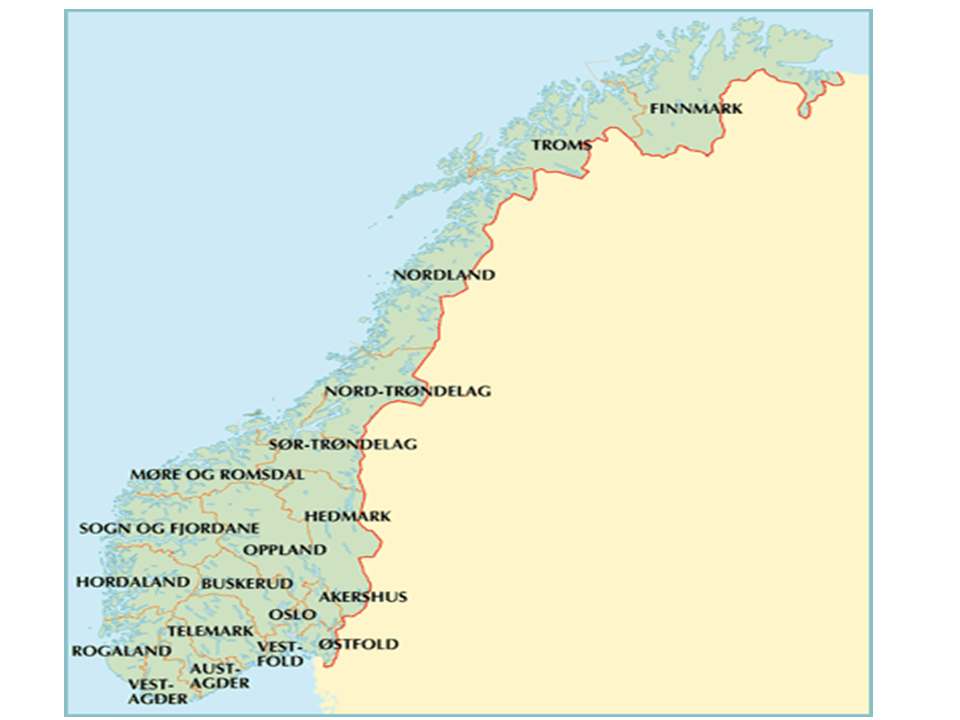 FINNMARK
TROMS
NORDLAND
NORD-TRØNDELAG
SØR-TRØNDELAG
MØRE OG ROMSDAL
HEDMARK
SOGN OG FJORDANE
OPPLAND
HORDALAND
BUSKERUD
AKERSHUS
OSLO
TELEMARK
ØSTFOLD
VEST-
FOLD
ROGALAND
AUST-
AGDER
VEST-
AGDER